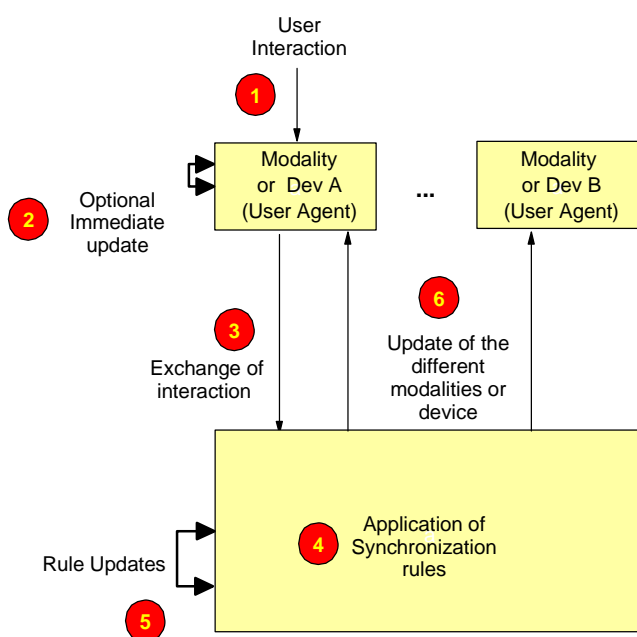 User
Interaction
1
Modality
or Dev A
(User Agent)
...
Modality
or Dev B
(User Agent)
2
Optional
Immediate
update
3
Exchange of
interaction
6
Update of the
different
modalities or
device
4
Application of
Synchronization
rules
Rule Updates
5